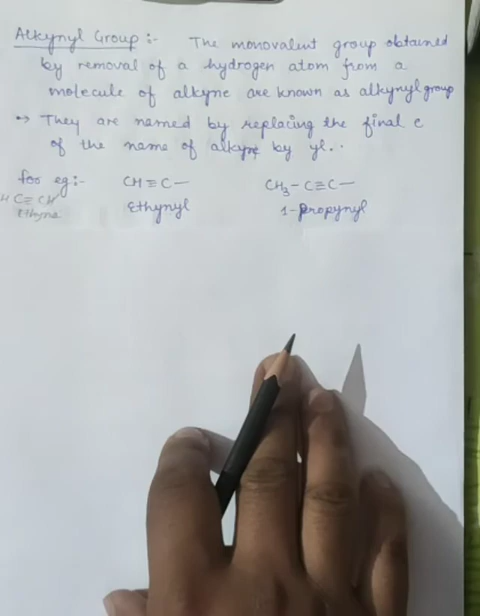 Alkynyl Group :- The monovalent group obtained
by removal of a hydrogen atom from a
molecule of alkyne are known as alkynyl group
→ They are named by replacing the final e
of the name of alkyne by yl..
for eg:- CH≡C— CH₃-C≡C—
HC≡CH Ethynyl 1-propynyl
Ethyne